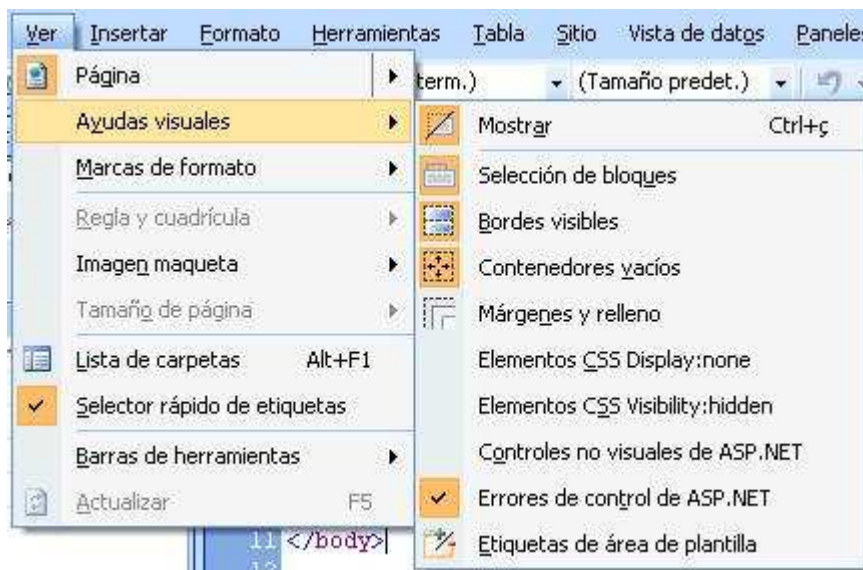 Ver Insertar Formato Herramientas Tabla Sitio Vista de datos Paneles
term.) (Tamaño predet.)
Página
Ayudas visuales
Marcas de formato
Regla y cuadrícula
Imagen maqueta
Tamaño de página
Lista de carpetas Alt+F1
Selector rápido de etiquetas
Barras de herramientas
Actualizar F5
Mostrar Ctrl+ç
Selección de bloques
Bordes visibles
Contenedores vacíos
Márgenes y relleno
Elementos CSS Display:none
Elementos CSS Visibility:hidden
Controles no visuales de ASP.NET
Errores de control de ASP.NET
Etiquetas de área de plantilla
11 </body>